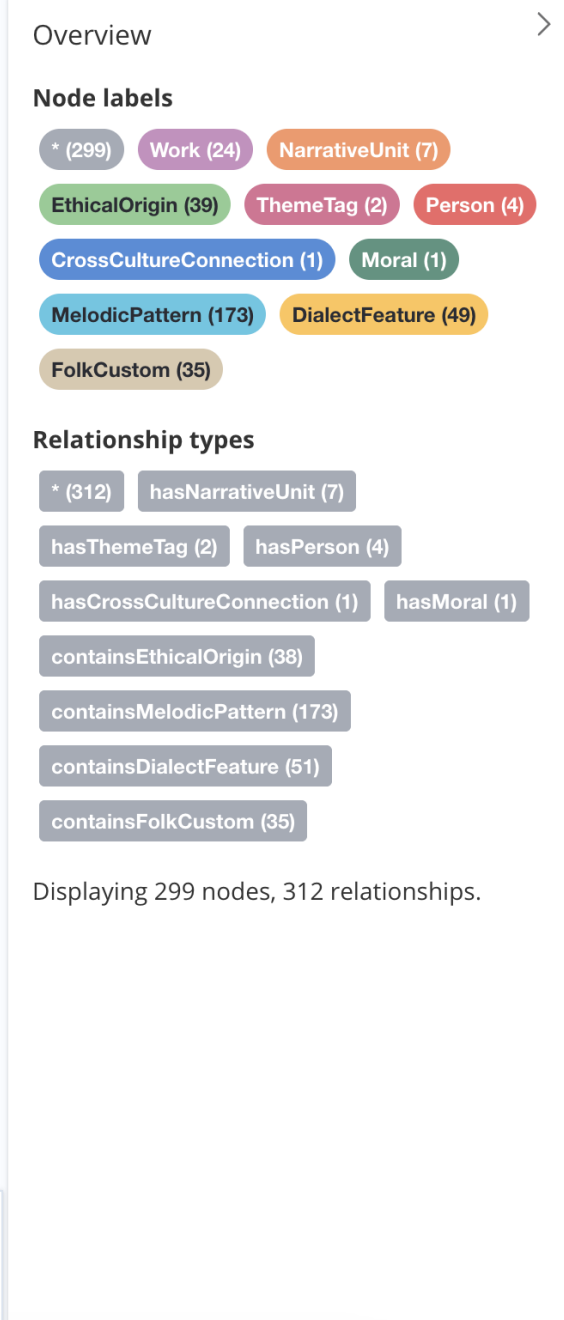 Overview
Node labels
* (299) Work (24) NarrativeUnit (7)
EthicalOrigin (39) ThemeTag (2) Person (4)
CrossCultureConnection (1) Moral (1)
MelodicPattern (173) DialectFeature (49)
FolkCustom (35)
Relationship types
* (312) hasNarrativeUnit (7)
hasThemeTag (2) hasPerson (4)
hasCrossCultureConnection (1) hasMoral (1)
containsEthicalOrigin (38)
containsMelodicPattern (173)
containsDialectFeature (51)
containsFolkCustom (35)
Displaying 299 nodes, 312 relationships.